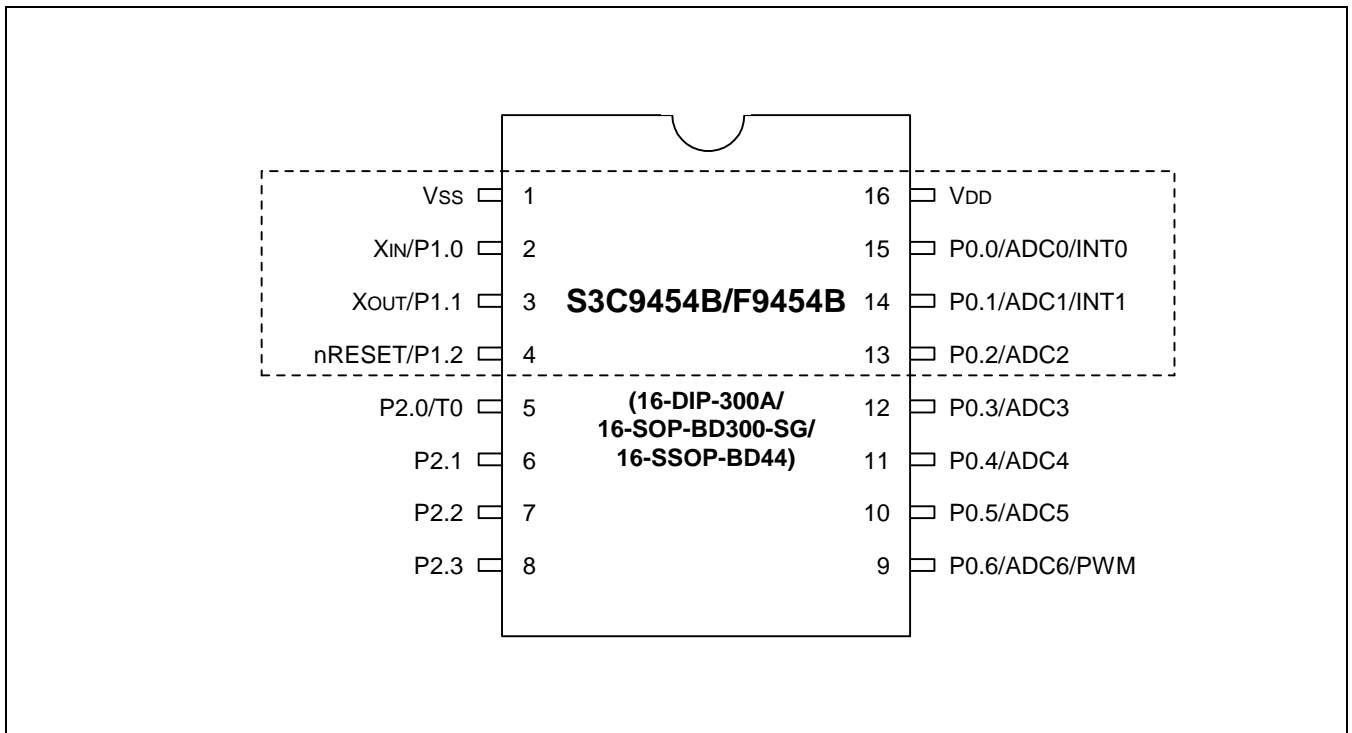 VSS 1 16 VDD
XIN/P1.0 2 15 P0.0/ADC0/INT0
XOUT/P1.1 3 S3C9454B/F9454B 14 P0.1/ADC1/INT1
nRESET/P1.2 4 13 P0.2/ADC2
P2.0/T0 5 (16-DIP-300A/ 12 P0.3/ADC3
16-SOP-BD300-SG/
P2.1 6 16-SSOP-BD44) 11 P0.4/ADC4
P2.2 7 10 P0.5/ADC5
P2.3 8 9 P0.6/ADC6/PWM